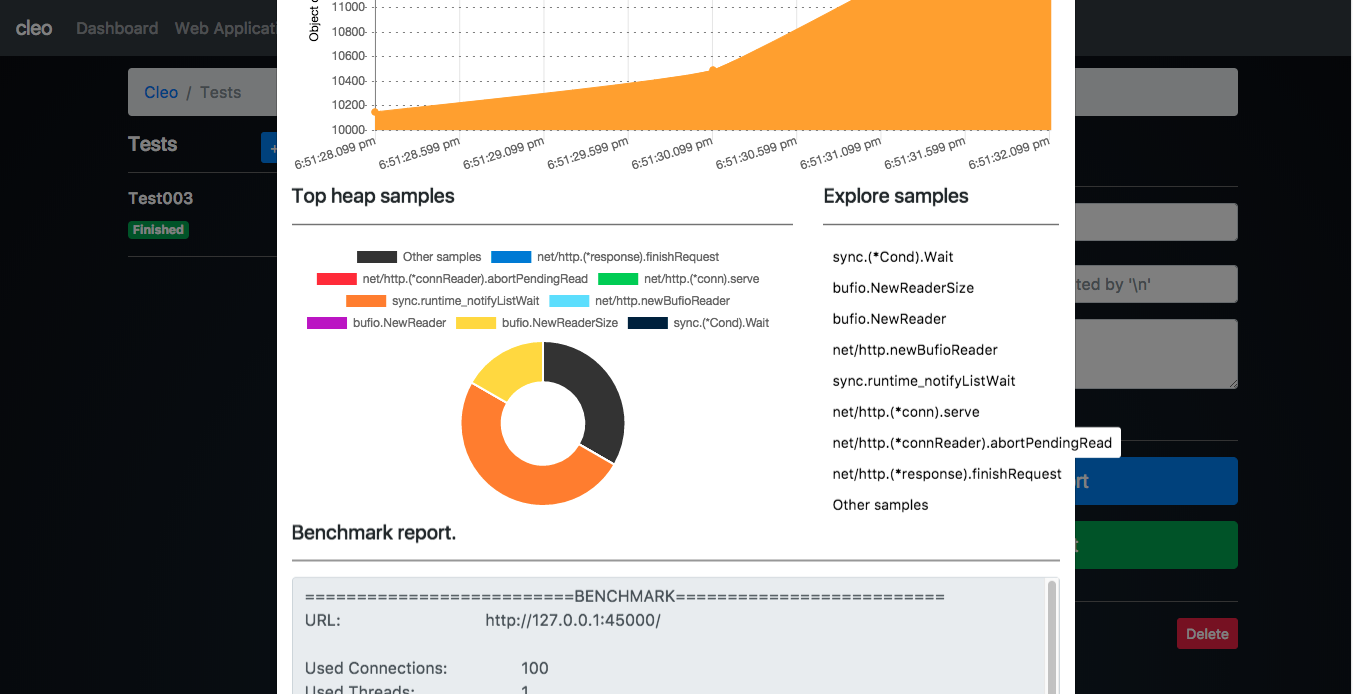 cleo Dashboard Web Applicati
Cleo / Tests
Tests
+
Test003
Finished
Object
11000
10800
10600
10400
10200
10000
6:51:28.099 pm 6:51:28.599 pm 6:51:29.099 pm 6:51:29.599 pm 6:51:30.099 pm 6:51:30.599 pm 6:51:31.099 pm 6:51:31.599 pm 6:51:32.099 pm
Top heap samples
Other samples net/http.(*response).finishRequest
net/http.(*connReader).abortPendingRead net/http.(*conn).serve
sync.runtime_notifyListWait net/http.newBufioReader
bufio.NewReader bufio.NewReaderSize sync.(*Cond).Wait
Explore samples
sync.(*Cond).Wait
bufio.NewReaderSize
bufio.NewReader
net/http.newBufioReader
sync.runtime_notifyListWait
net/http.(*conn).serve
net/http.(*connReader).abortPendingRead
net/http.(*response).finishRequest
Other samples
Benchmark report.
==========================BENCHMARK==========================
URL: http://127.0.0.1:45000/
Used Connections: 100
Used Threads: 1
ted by '\n'
rt
t
Delete